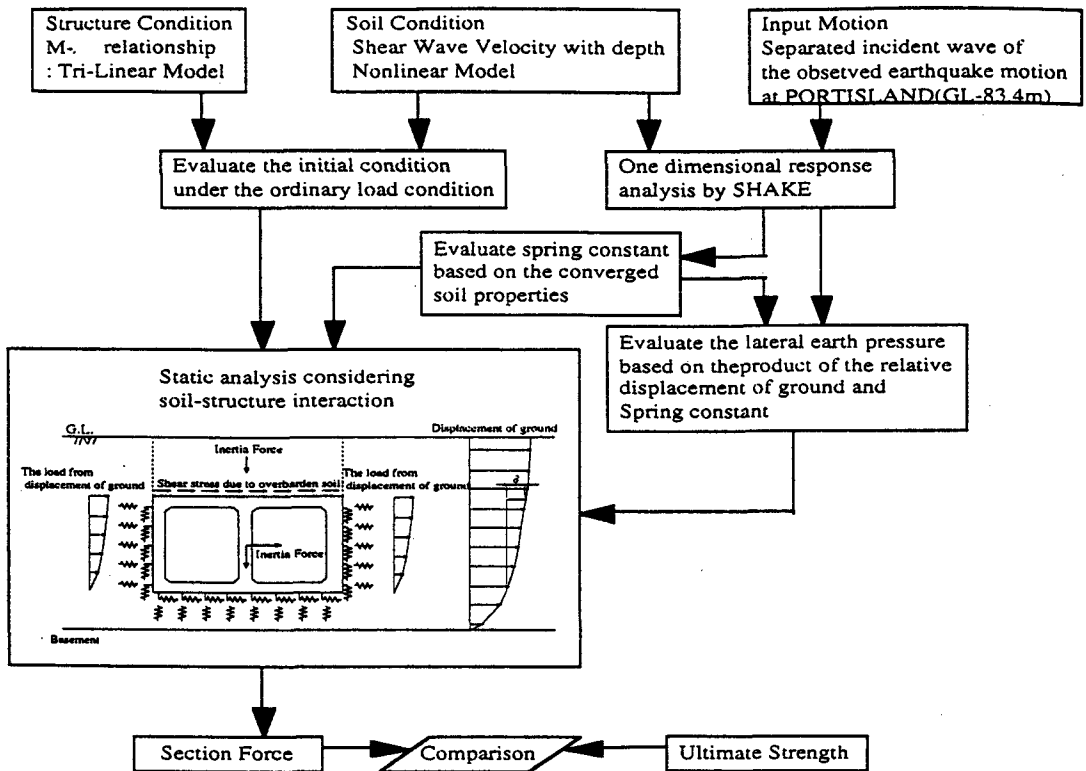 Structure Condition
M-. relationship
: Tri-Linear Model
Soil Condition
Shear Wave Velocity with depth
Nonlinear Model
Input Motion
Separated incident wave of
the obsetved earthquake motion
at PORTISLAND(GL-83.4m)
Evaluate the initial condition
under the ordinary load condition
One dimensional response
analysis by SHAKE
Evaluate spring constant
based on the converged
soil properties
Evaluate the lateral earth pressure
based on theproduct of the relative
displacement of ground and
Spring constant
Static analysis considering
soil-structure interaction
G.L.
Displacement of ground
Inertia Force
The load from
displacement of ground
Shear stress due to overbarden soil
The load from
displacement of ground
Inertia Force
Basement
Section Force
Comparison
Ultimate Strength